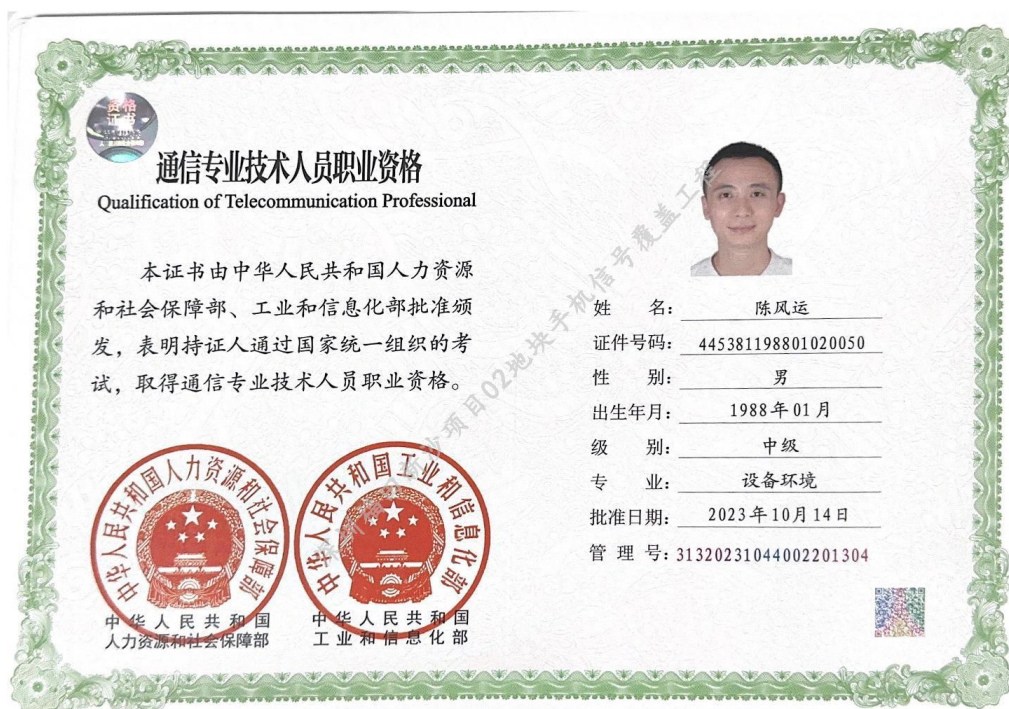 资格
证书
通信专业技术人员职业资格
Qualification of Telecommunication Professional
本证书由中华人民共和国人力资源
和社会保障部、工业和信息化部批准颁
发，表明持证人通过国家统一组织的考
试，取得通信专业技术人员职业资格。
中华人民共和国人力资源和社会保障部
中华人民共和国
人力资源和社会保障部
中华人民共和国工业和信息化部
中华人民共和国
工业和信息化部
姓 名：陈风运
证件号码：445381198801020050
性 别：男
出生年月：1988年01月
级 别：中级
专 业：设备环境
批准日期：2023年10月14日
管 理 号：31320231044002201304
项目02地块手机信号覆盖工程